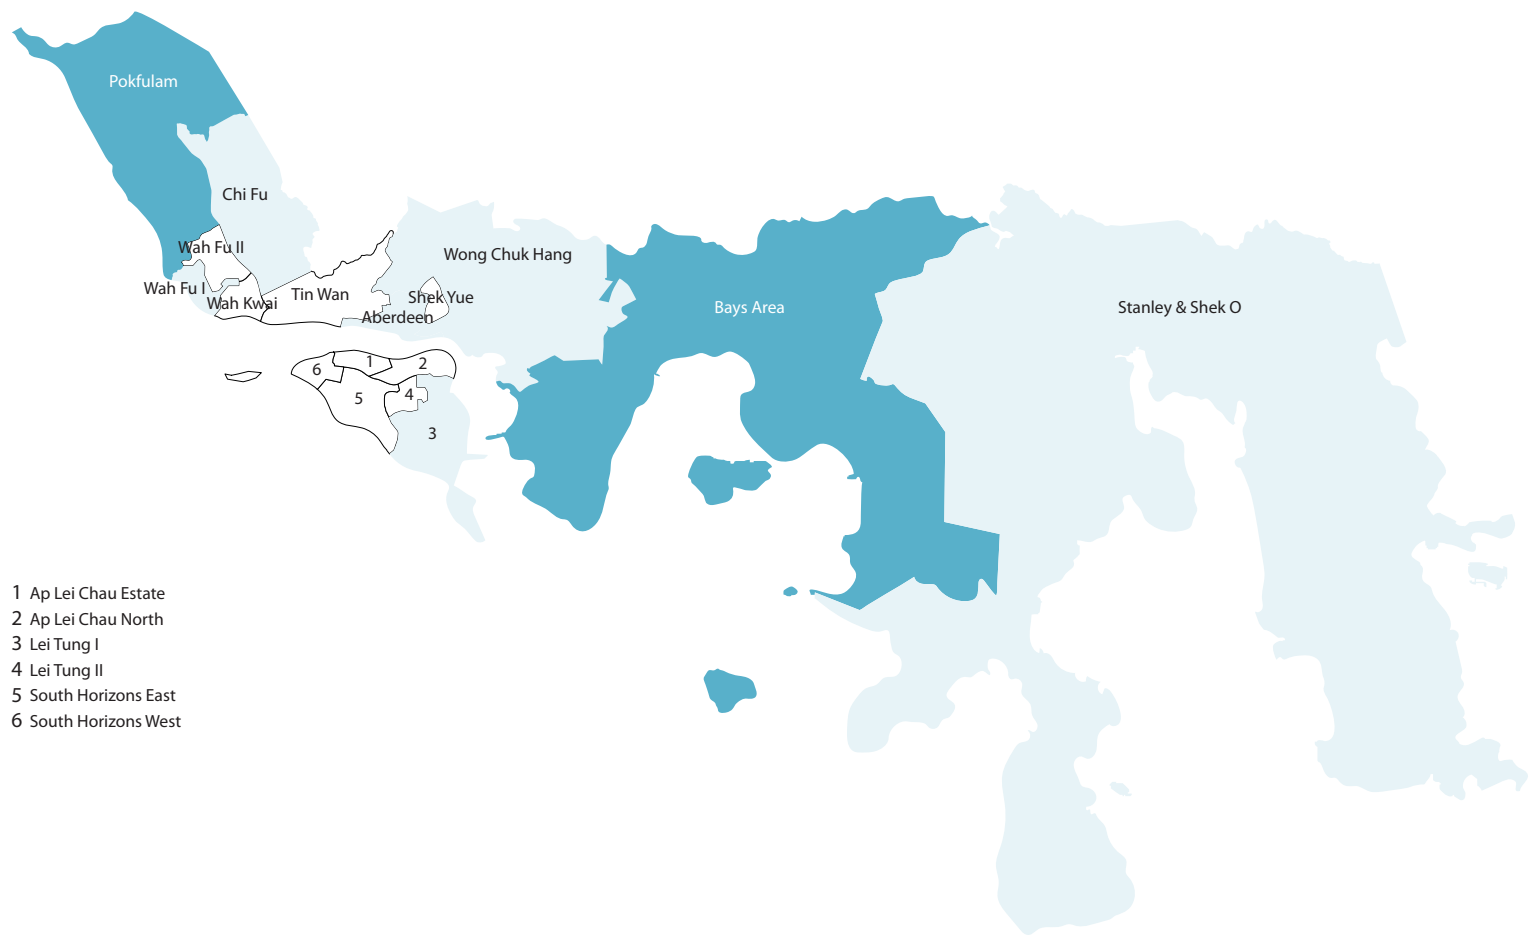 Pokfulam
Chi Fu
Wah Fu II
Wong Chuk Hang
Wah Fu I
Wah Kwai
Tin Wan
Shek Yue
Aberdeen
Bays Area
Stanley & Shek O
1
2
6
4
5
3
1 Ap Lei Chau Estate
2 Ap Lei Chau North
3 Lei Tung I
4 Lei Tung II
5 South Horizons East
6 South Horizons West